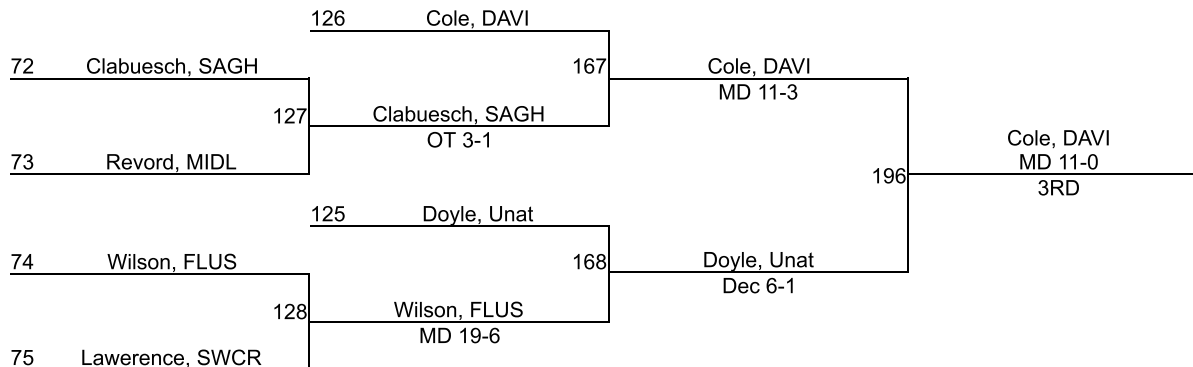 126 Cole, DAVI
72 Clabuesch, SAGH
167 Cole, DAVI
MD 11-3
127 Clabuesch, SAGH
OT 3-1
Cole, DAVI
73 Revord, MIDL
MD 11-0
196
3RD
125 Doyle, Unat
74 Wilson, FLUS
168 Doyle, Unat
Dec 6-1
128 Wilson, FLUS
MD 19-6
75 Lawerence, SWCR